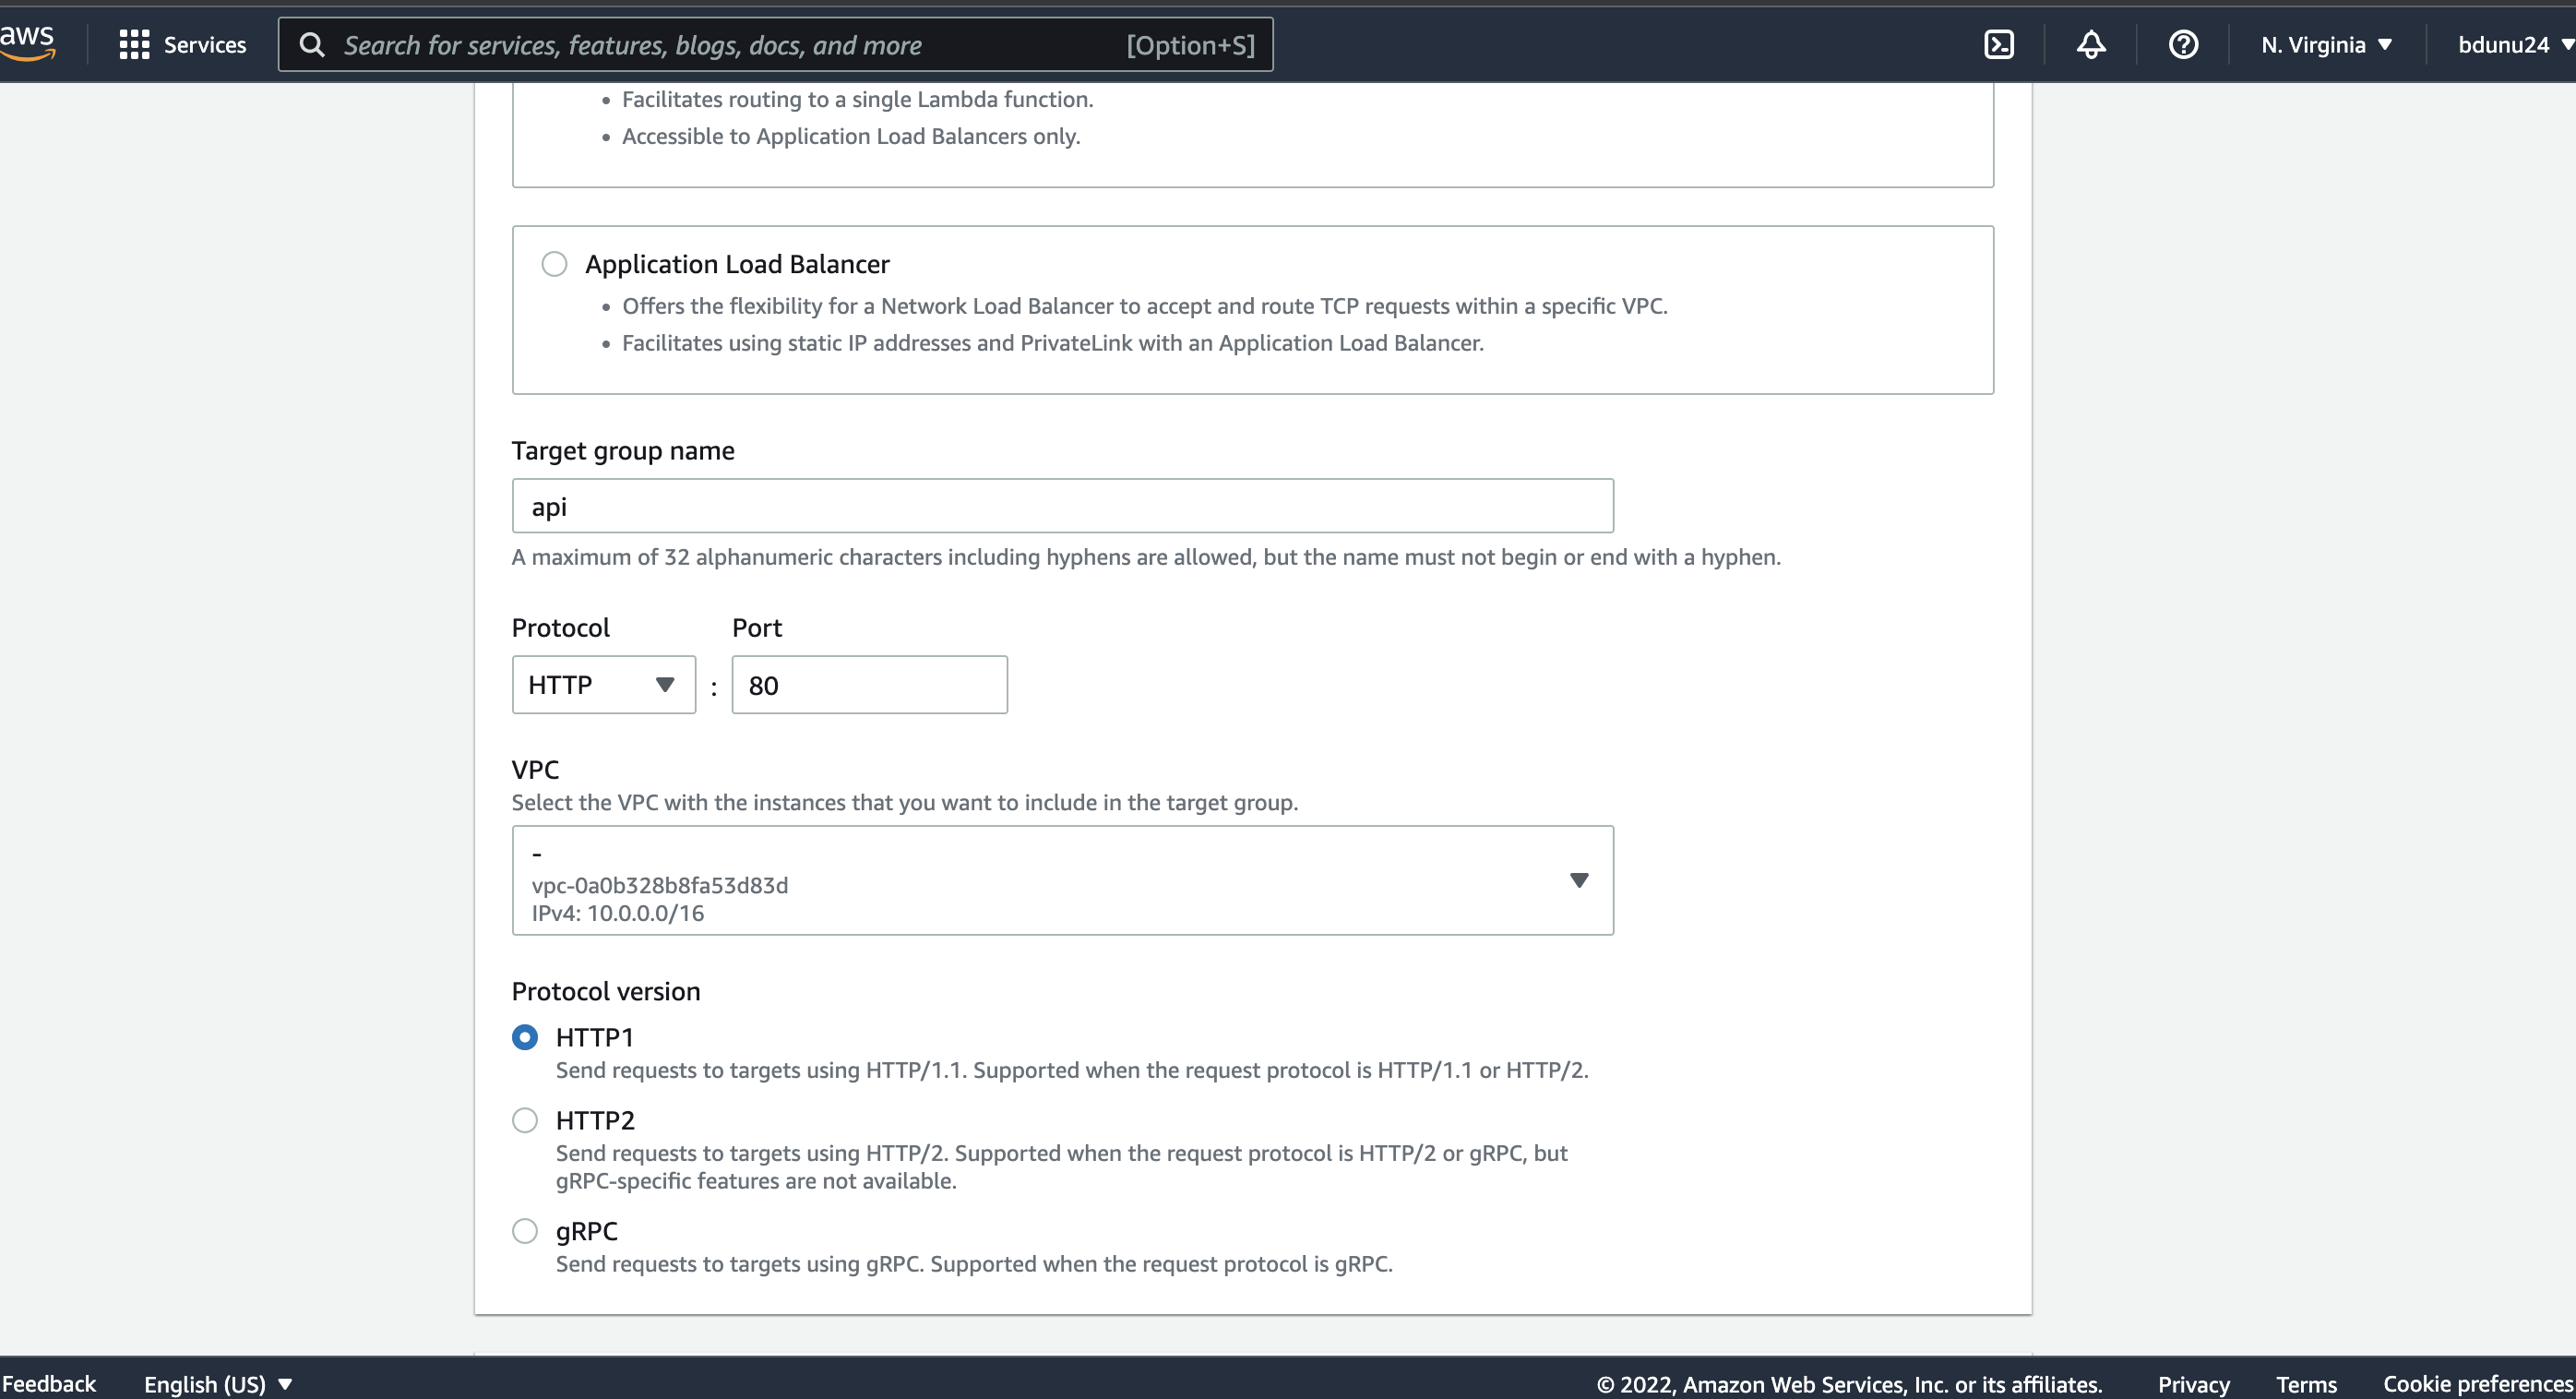 aws
Services
Search for services, features, blogs, docs, and more
[Option+S]
N. Virginia
bdunu24
Facilitates routing to a single Lambda function.
Accessible to Application Load Balancers only.
Application Load Balancer
Offers the flexibility for a Network Load Balancer to accept and route TCP requests within a specific VPC.
Facilitates using static IP addresses and PrivateLink with an Application Load Balancer.
Target group name
api
A maximum of 32 alphanumeric characters including hyphens are allowed, but the name must not begin or end with a hyphen.
Protocol Port
HTTP : 80
VPC
Select the VPC with the instances that you want to include in the target group.
-
vpc-0a0b328b8fa53d83d
IPv4: 10.0.0.0/16
Protocol version
HTTP1
Send requests to targets using HTTP/1.1. Supported when the request protocol is HTTP/1.1 or HTTP/2.
HTTP2
Send requests to targets using HTTP/2. Supported when the request protocol is HTTP/2 or gRPC, but
gRPC-specific features are not available.
gRPC
Send requests to targets using gRPC. Supported when the request protocol is gRPC.
Feedback
English (US)
© 2022, Amazon Web Services, Inc. or its affiliates.
Privacy
Terms
Cookie preferences